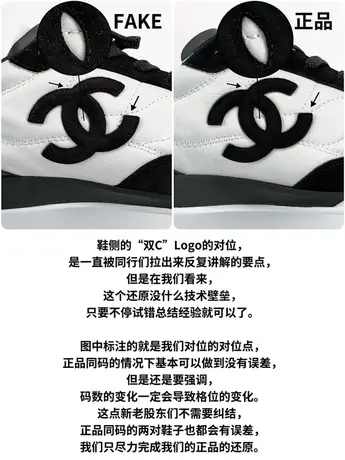 FAKE
正品
鞋侧的“双C”Logo的对位，
是一直被同行们拉出来反复讲解的要点，
但是在我们看来，
这个还原没什么技术壁垒，
只要不停试错总结经验就可以了。
图中标注的就是我们对位的对位点，
正品同码的情况下基本可以做到没有误差，
但是还是要强调，
码数的变化一定会导致格位的变化。
这点新老股东们不需要纠结，
正品同码的两对鞋子也都会有误差，
我们只尽力完成我们的正品的还原。